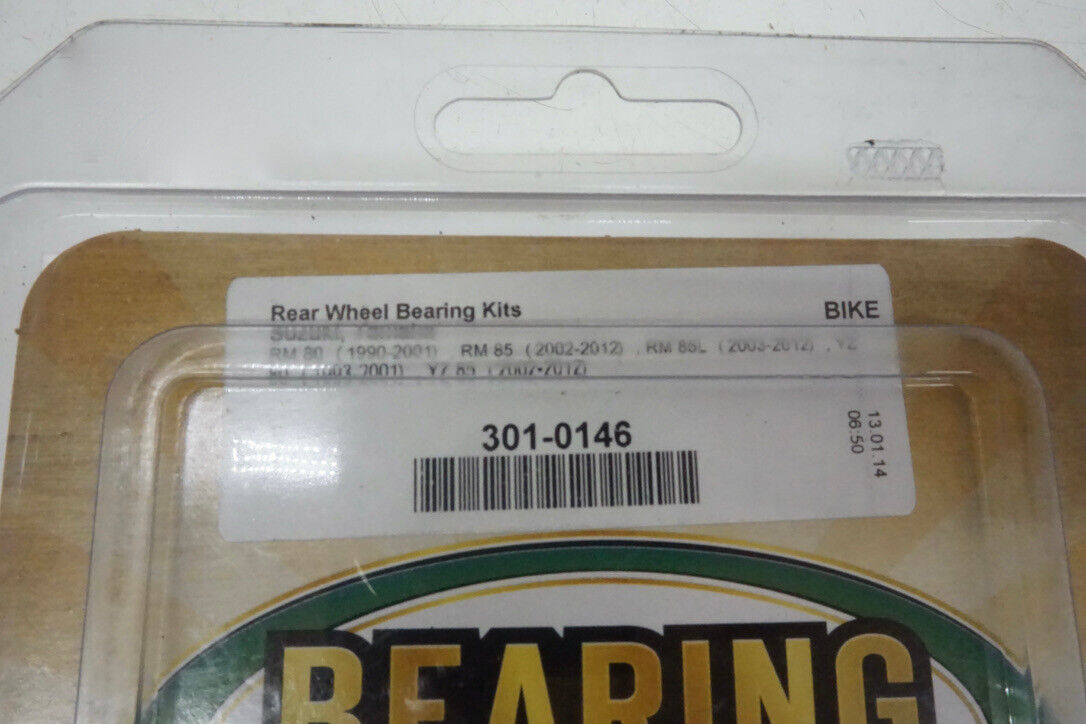 Rear Wheel Bearing Kits
BIKE
SUZUKI, Yamaha
RM 80 (1990-2001) RM 85 (2002-2012) , RM 85L (2003-2012) , YZ
(1993-2001) YZ 85 (2002-2012)
301-0146
13.01.14
06:50
BEARING